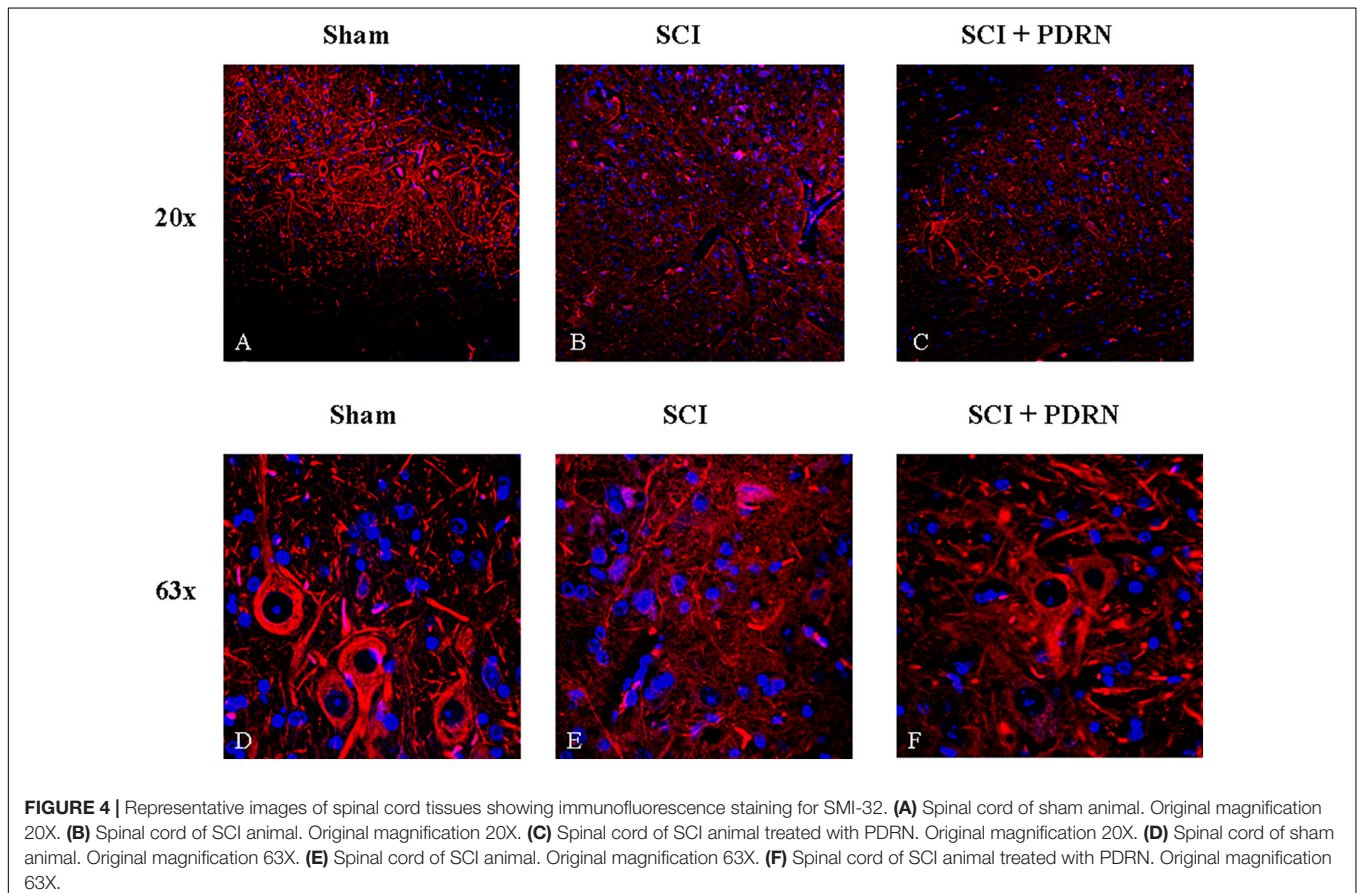 Sham SCI SCI + PDRN
20x
A B C
Sham SCI SCI + PDRN
63x
D E F
FIGURE 4 | Representative images of spinal cord tissues showing immunofluorescence staining for SMI-32. (A) Spinal cord of sham animal. Original magnification
20X. (B) Spinal cord of SCI animal. Original magnification 20X. (C) Spinal cord of SCI animal treated with PDRN. Original magnification 20X. (D) Spinal cord of sham
animal. Original magnification 63X. (E) Spinal cord of SCI animal. Original magnification 63X. (F) Spinal cord of SCI animal treated with PDRN. Original magnification
63X.